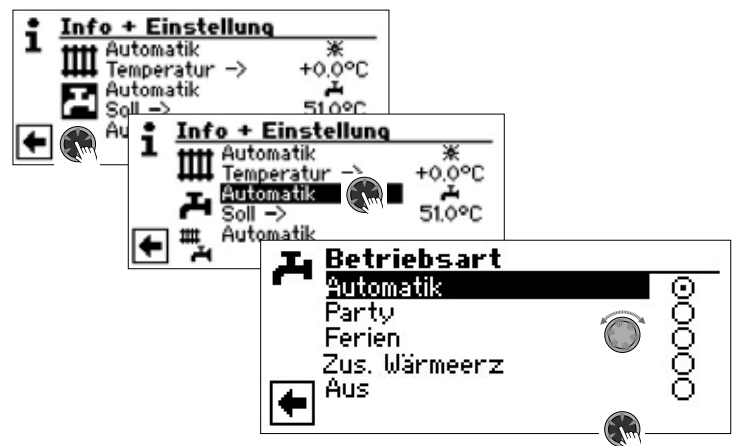 Info + Einstellung
Automatik
Temperatur -> +0.0°C
Automatik
Soll -> 51.0°C
Au
Info + Einstellung
Automatik
Temperatur -> +0.0°C
Automatik
Soll -> 51.0°C
Automatik
Betriebsart
Automatik
Party
Ferien
Zus. Wärmeerz
Aus